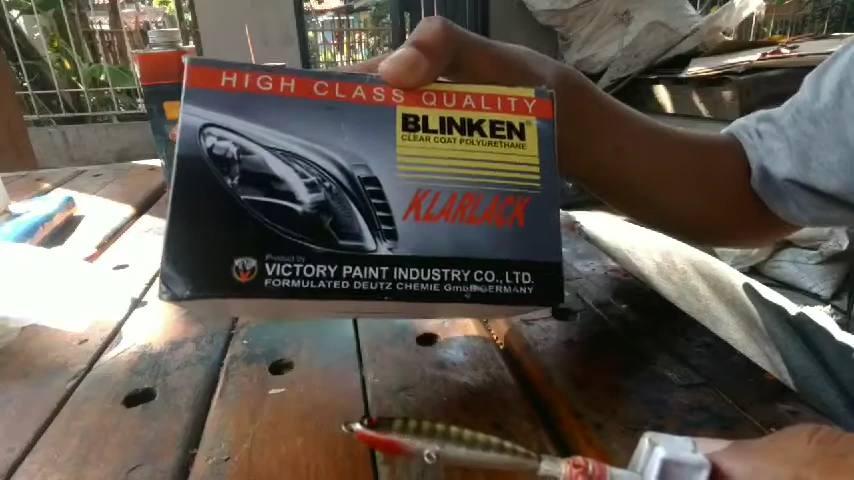 HIGH CLASS QUALITY
BLINKEN®
CLEAR COAT POLYURETHANE
KLARLACK
Product by
VICTORY PAINT INDUSTRY CO., LTD
FORMULATED DEUTZ CHEMIE GmbH GERMANY